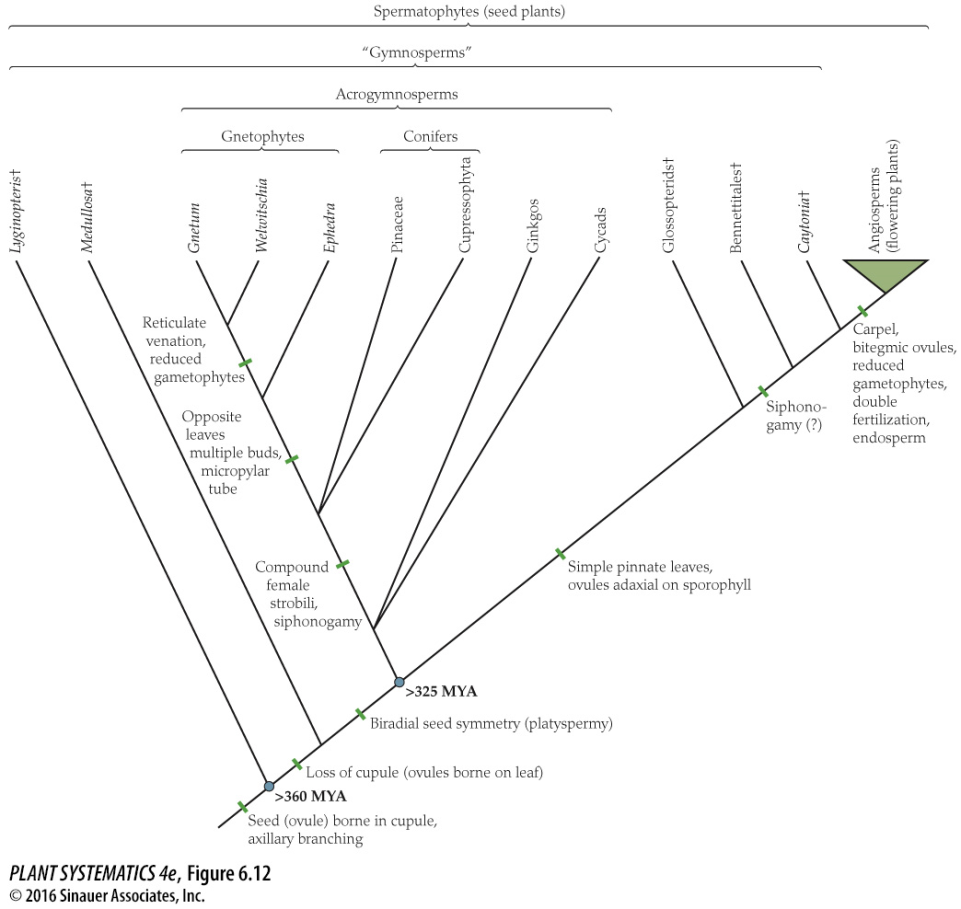 Spermatophytes (seed plants)
“Gymnosperms”
Acrogymnosperms
Gnetophytes
Conifers
Lyginopteris†
Medullosa†
Gnetum
Welwitschia
Ephedra
Pinaceae
Cupressophyta
Ginkgos
Cycads
Glossopterids†
Bennettitales†
Caytonia†
Angiosperms
(flowering plants)
Reticulate
venation,
reduced
gametophytes
Opposite
leaves
multiple buds,
micropylar
tube
Compound
female
strobili,
siphonogamy
Carpel,
bitegmic ovules,
reduced
gametophytes,
double
fertilization,
endosperm
Siphono-
gamy (?)
Simple pinnate leaves,
ovules adaxial on sporophyll
>325 MYA
Biradial seed symmetry (platyspermy)
Loss of cupule (ovules borne on leaf)
>360 MYA
Seed (ovule) borne in cupule,
axillary branching
PLANT SYSTEMATICS 4e, Figure 6.12
© 2016 Sinauer Associates, Inc.